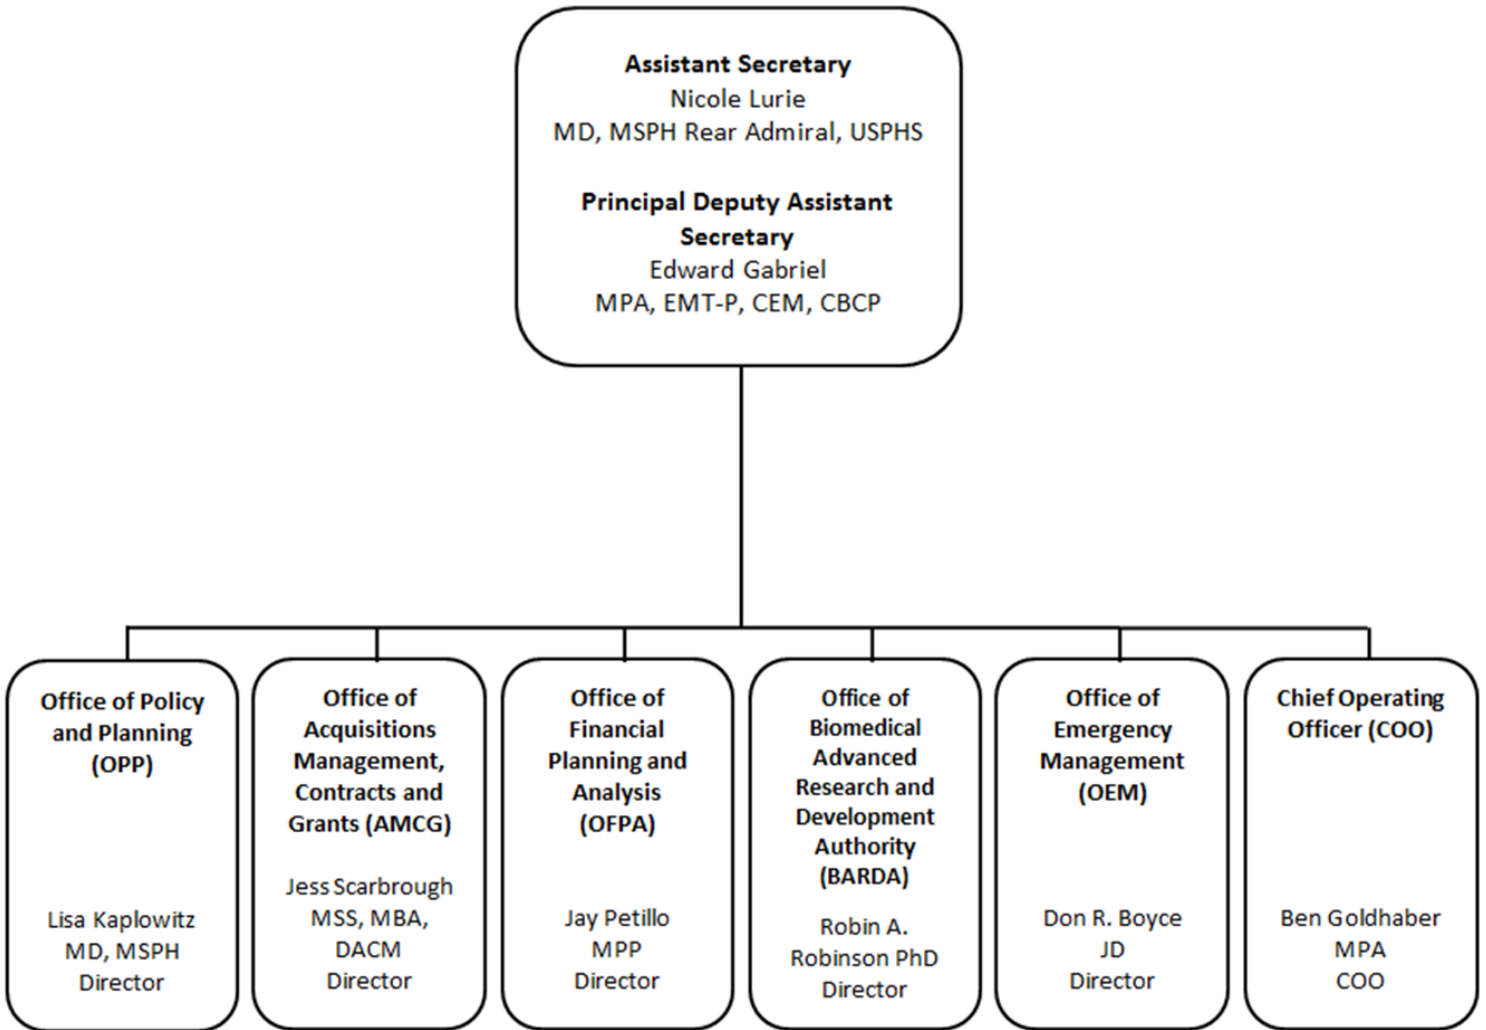 Assistant Secretary
Nicole Lurie
MD, MSPH Rear Admiral, USPHS
Principal Deputy Assistant
Secretary
Edward Gabriel
MPA, EMT-P, CEM, CBCP
Office of Policy
and Planning
(OPP)
Lisa Kaplowitz
MD, MSPH
Director
Office of
Acquisitions
Management,
Contracts and
Grants (AMCG)
Jess Scarbrough
MSS, MBA,
DACM
Director
Office of
Financial
Planning and
Analysis
(OFPA)
Jay Petillo
MPP
Director
Office of
Biomedical
Advanced
Research and
Development
Authority
(BARDA)
Robin A.
Robinson PhD
Director
Office of
Emergency
Management
(OEM)
Don R. Boyce
JD
Director
Chief Operating
Officer (COO)
Ben Goldhaber
MPA
COO